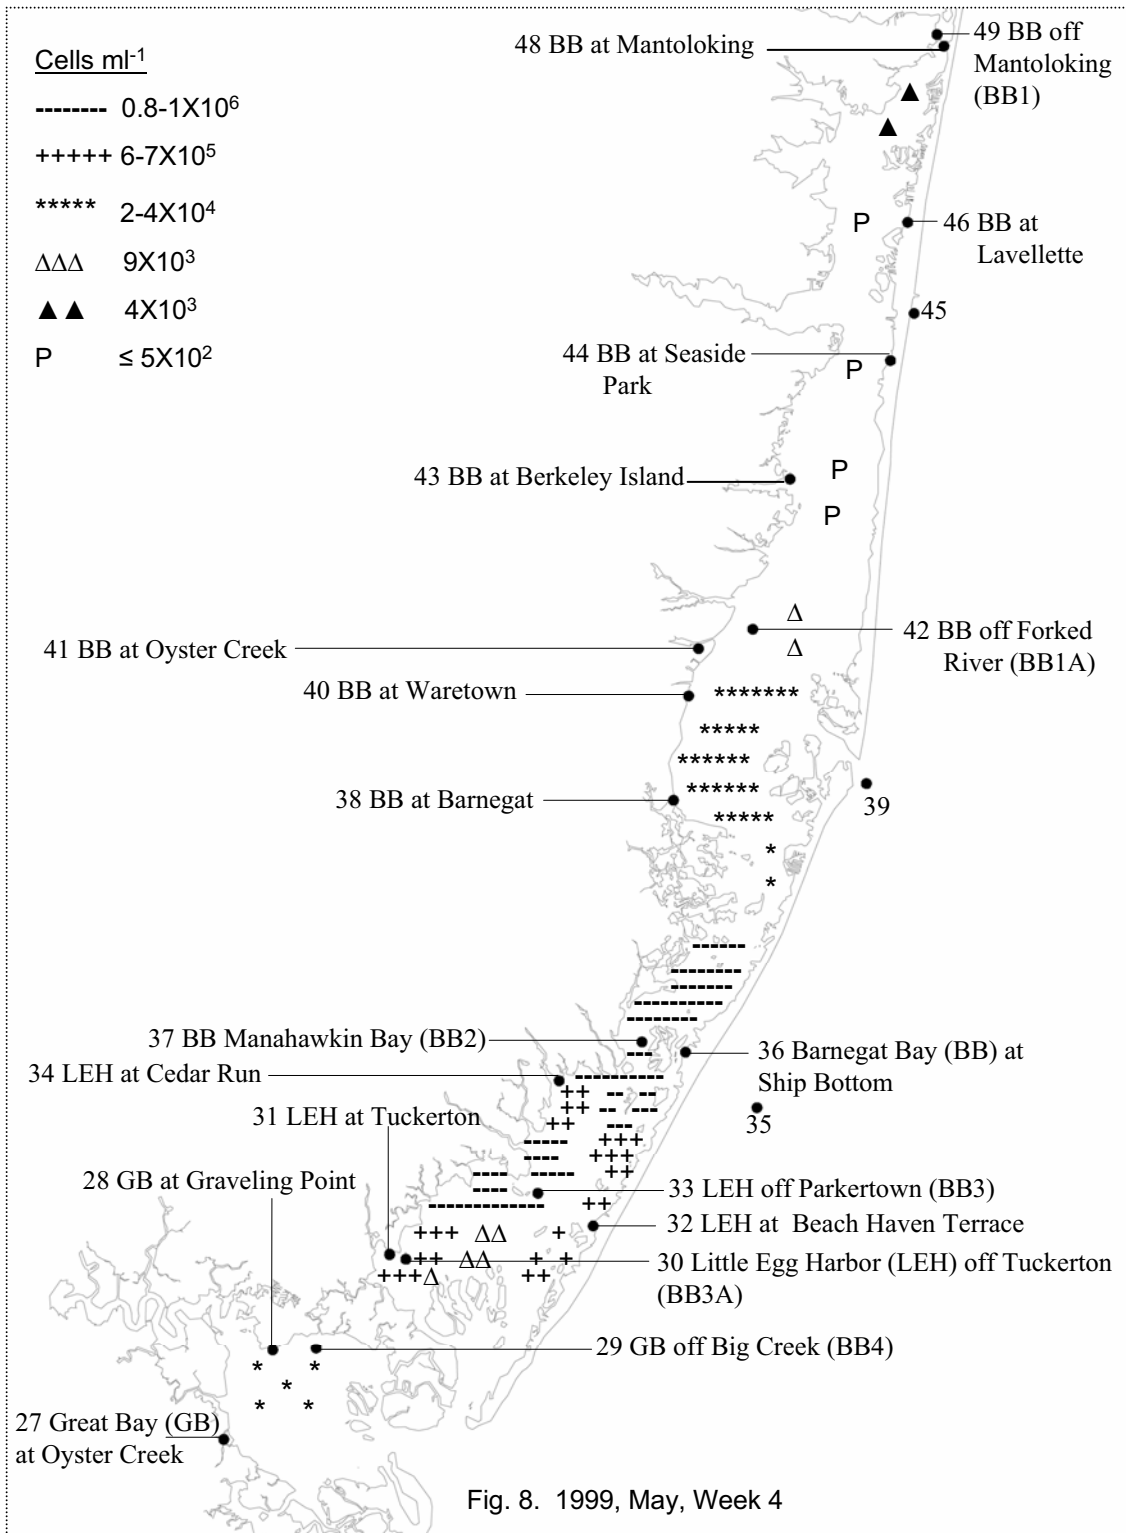 Cells ml-1
-------- 0.8-1X10^6
+++++ 6-7X10^5
***** 2-4X10^4
ΔΔΔ 9X10^3
▲▲ 4X10^3
P ≤ 5X10^2
48 BB at Mantoloking
49 BB off
Mantoloking
(BB1)
P
46 BB at
Lavellette
45
44 BB at Seaside
Park
P
43 BB at Berkeley Island
P
P
42 BB off Forked
River (BB1A)
41 BB at Oyster Creek
40 BB at Waretown
38 BB at Barnegat
39
37 BB Manahawkin Bay (BB2)
36 Barnegat Bay (BB) at
Ship Bottom
34 LEH at Cedar Run
35
31 LEH at Tuckerton
28 GB at Graveling Point
33 LEH off Parkertown (BB3)
32 LEH at Beach Haven Terrace
30 Little Egg Harbor (LEH) off Tuckerton
(BB3A)
29 GB off Big Creek (BB4)
27 Great Bay (GB)
at Oyster Creek
Fig. 8. 1999, May, Week 4